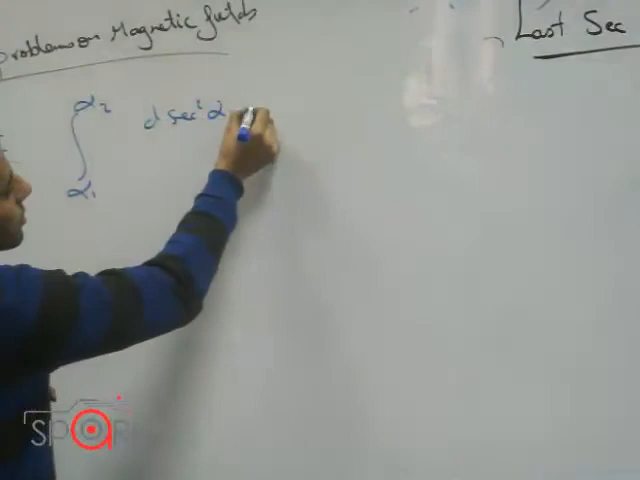 problems on Magnetic fields
Last Sec
α₂
d sec² α
α₁